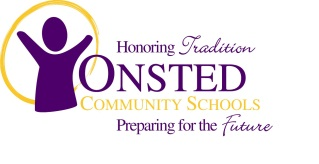 Honoring Tradition
ONSTED
COMMUNITY SCHOOLS
Preparing for the Future